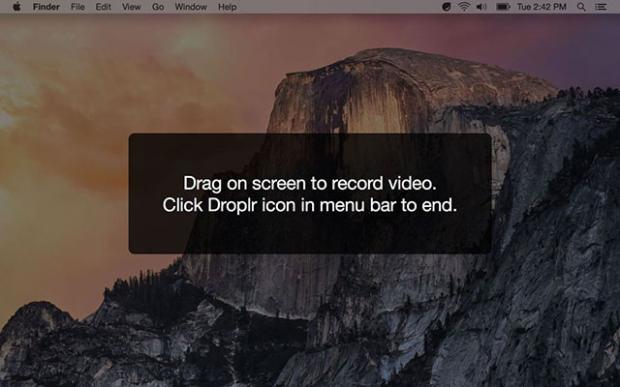 Finder File Edit View Go Window Help Tue 2:42 PM
Drag on screen to record video.
Click Droplr icon in menu bar to end.